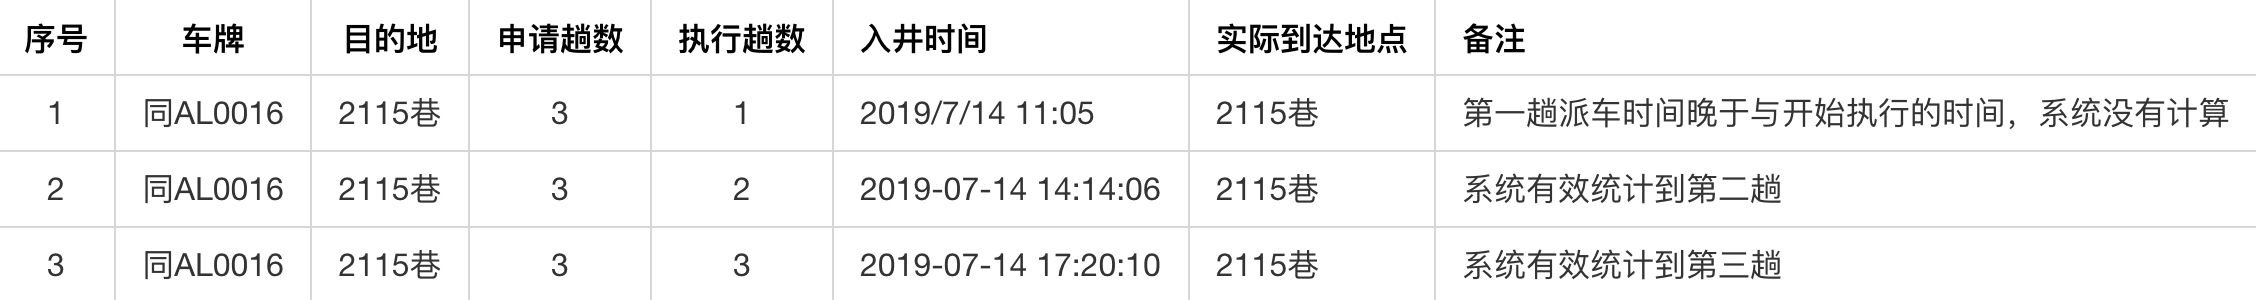 序号 车牌 目的地 申请趟数 执行趟数 入井时间 实际到达地点 备注
1 同AL0016 2115巷 3 1 2019/7/14 11:05 2115巷 第一趟派车时间晚于与开始执行的时间，系统没有计算
2 同AL0016 2115巷 3 2 2019-07-14 14:14:06 2115巷 系统有效统计到第二趟
3 同AL0016 2115巷 3 3 2019-07-14 17:20:10 2115巷 系统有效统计到第三趟